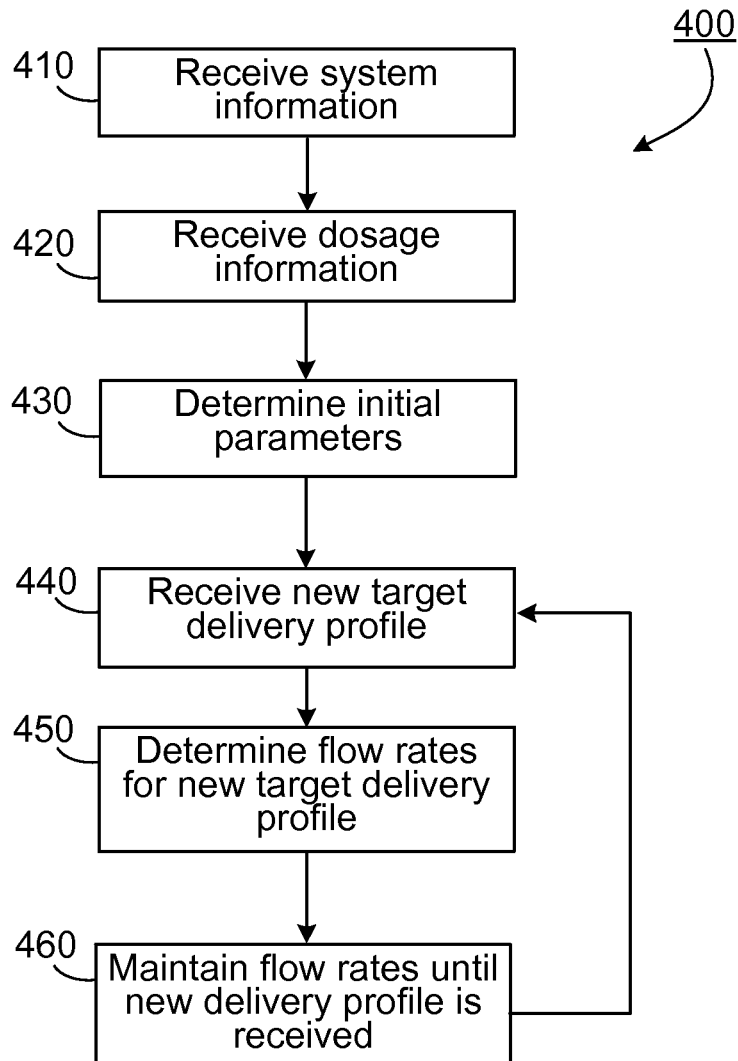 400
410
Receive system
information
420
Receive dosage
information
430
Determine initial
parameters
440
Receive new target
delivery profile
450
Determine flow rates
for new target delivery
profile
460
Maintain flow rates until
new delivery profile is
received